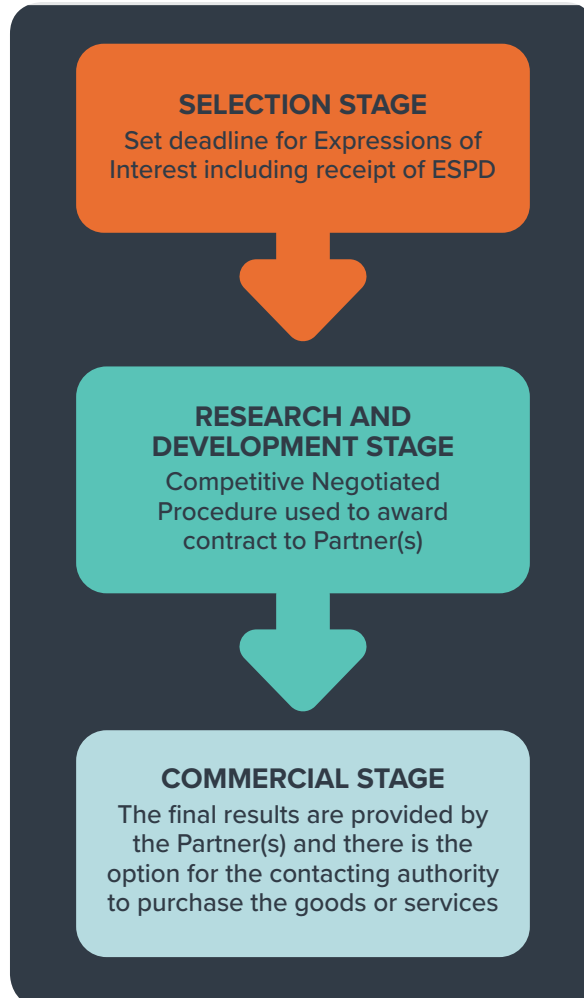 SELECTION STAGE
Set deadline for Expressions of
Interest including receipt of ESPD
RESEARCH AND
DEVELOPMENT STAGE
Competitive Negotiated
Procedure used to award
contract to Partner(s)
COMMERCIAL STAGE
The final results are provided by
the Partner(s) and there is the
option for the contacting authority
to purchase the goods or services